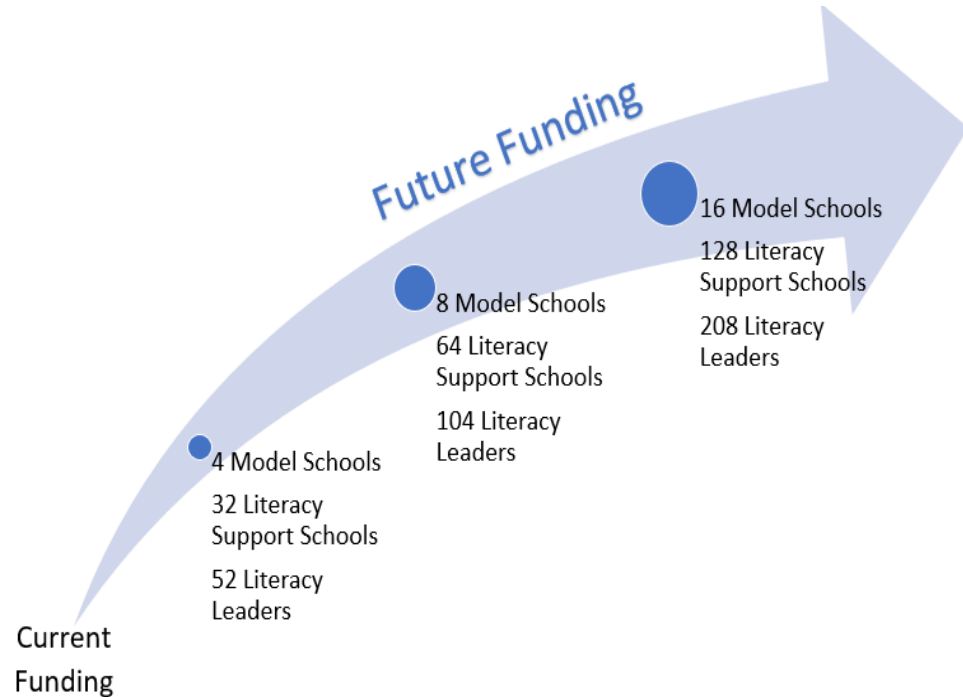 Future Funding
16 Model Schools
128 Literacy
Support Schools
208 Literacy
Leaders
8 Model Schools
64 Literacy
Support Schools
104 Literacy
Leaders
4 Model Schools
32 Literacy
Support Schools
52 Literacy
Leaders
Current
Funding